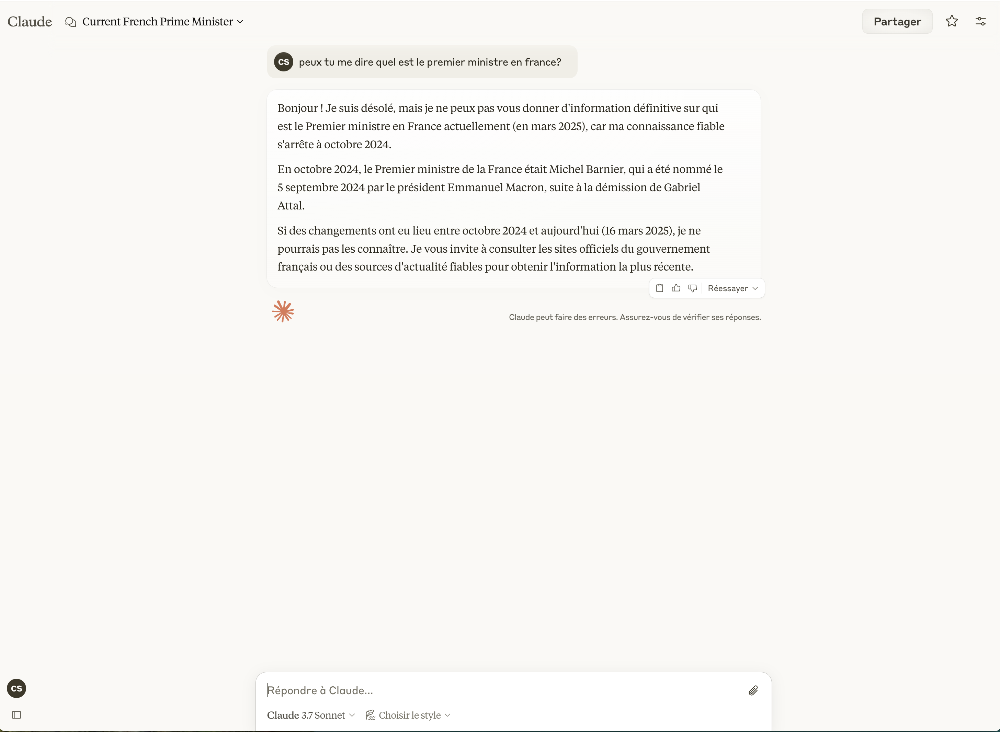 Claude
Current French Prime Minister
Partager
CS
peux tu me dire quel est le premier ministre en france?
Bonjour ! Je suis désolé, mais je ne peux pas vous donner d'information définitive sur qui
est le Premier ministre en France actuellement (en mars 2025), car ma connaissance fiable
s'arrête à octobre 2024.
En octobre 2024, le Premier ministre de la France était Michel Barnier, qui a été nommé le
5 septembre 2024 par le président Emmanuel Macron, suite à la démission de Gabriel
Attal.
Si des changements ont eu lieu entre octobre 2024 et aujourd'hui (16 mars 2025), je ne
pourrais pas les connaître. Je vous invite à consulter les sites officiels du gouvernement
français ou des sources d'actualité fiables pour obtenir l'information la plus récente.
Réessayer
Claude peut faire des erreurs. Assurez-vous de vérifier ses réponses.
CS
Répondre à Claude...
Claude 3.7 Sonnet
Choisir le style